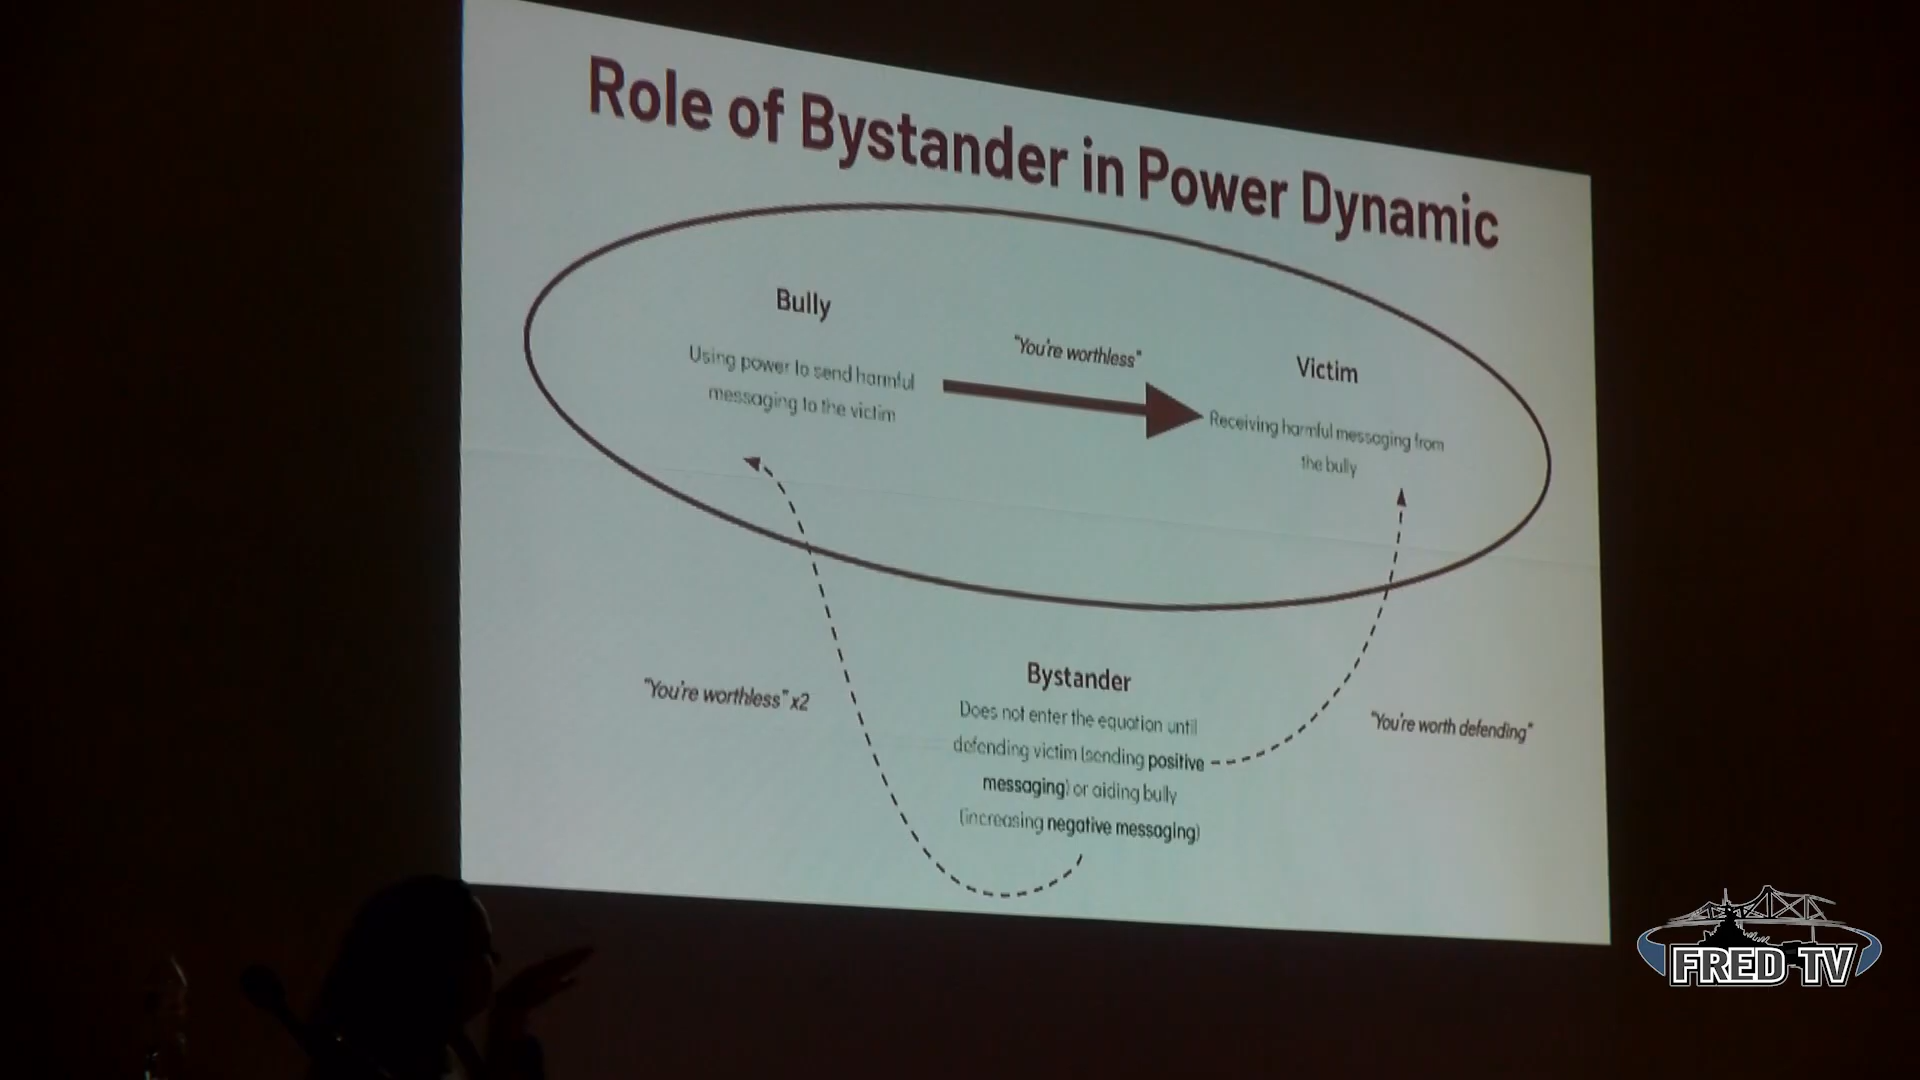 Role of Bystander in Power Dynamic
Bully
Using power to send harmful
messaging to the victim
"You're worthless"
Victim
Receiving harmful messaging from
the bully
Bystander
Does not enter the equation until
defending victim (sending positive
messaging) or aiding bully
(increasing negative messaging)
"You're worthless" x2
"You're worth defending"
FRED TV